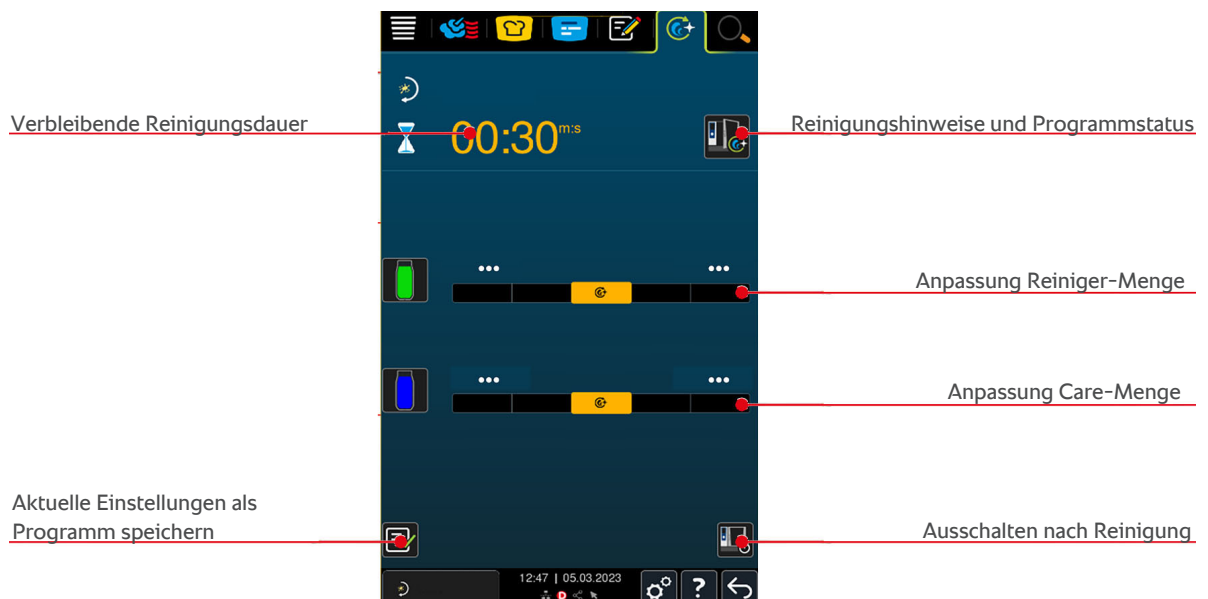 Verbleibende Reinigungsdauer
00:30 m:s
Reinigungshinweise und Programmstatus
Anpassung Reiniger-Menge
Anpassung Care-Menge
Aktuelle Einstellungen als
Programm speichern
Ausschalten nach Reinigung
12:47 | 05.03.2023
D
?